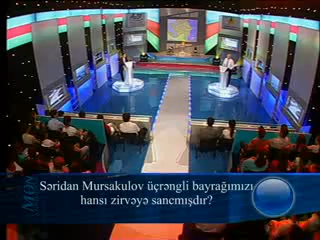 Səridan Mursakulov üçrəngli bayrağımızı
hansı zirvəyə sancmışdır?